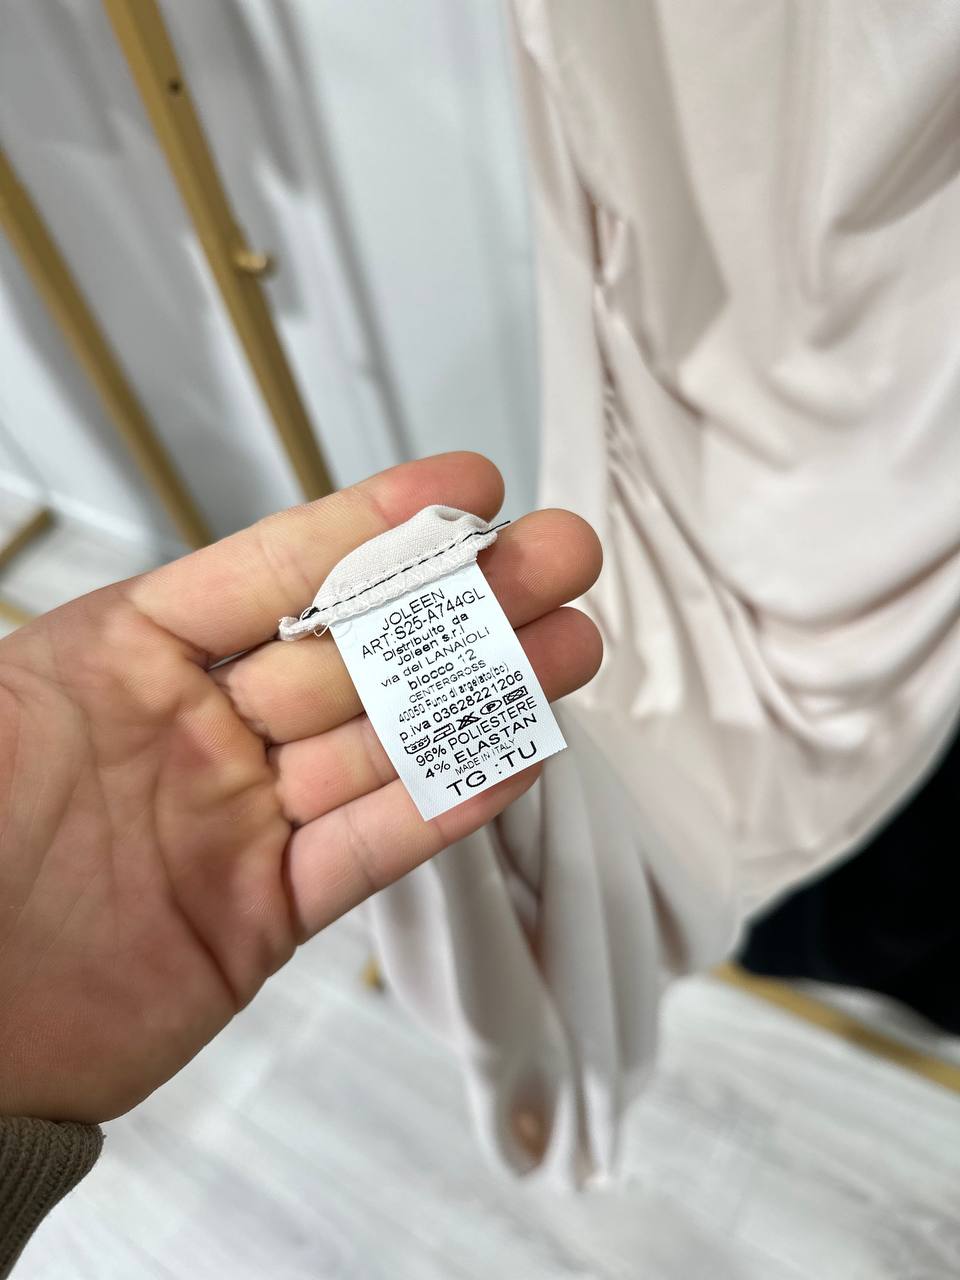 JOLEEN
ART:S25-A744GL
Distribuito da
Joleen s.r.l
via dei LANAIOLI
blocco 12
CENTERGROSS
40050 Funo di argelato(bo)
p.iva 03628221206
96% POLIESTERE
4% ELASTAN
MADE IN ITALY
TG :TU